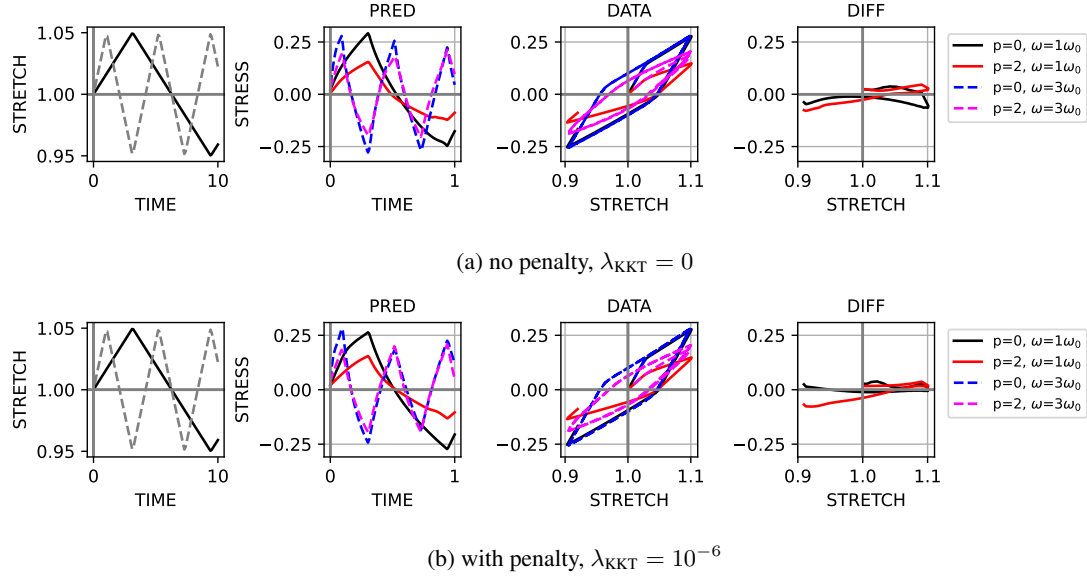 PRED
DATA
DIFF
STRETCH
1.05
1.00
0.95
0
10
TIME
STRESS
0.25
0.00
−0.25
0
1
TIME
0.9
1.0
1.1
STRETCH
0.25
0.00
−0.25
0.9
1.0
1.1
STRETCH
p=0, ω=1ω₀
p=2, ω=1ω₀
p=0, ω=3ω₀
p=2, ω=3ω₀
(a) no penalty, λ_KKT = 0
PRED
DATA
DIFF
STRETCH
1.05
1.00
0.95
0
10
TIME
STRESS
0.25
0.00
−0.25
0
1
TIME
0.25
0.00
−0.25
0.9
1.0
1.1
STRETCH
0.25
0.00
−0.25
0.9
1.0
1.1
STRETCH
p=0, ω=1ω₀
p=2, ω=1ω₀
p=0, ω=3ω₀
p=2, ω=3ω₀
(b) with penalty, λ_KKT = 10⁻⁶